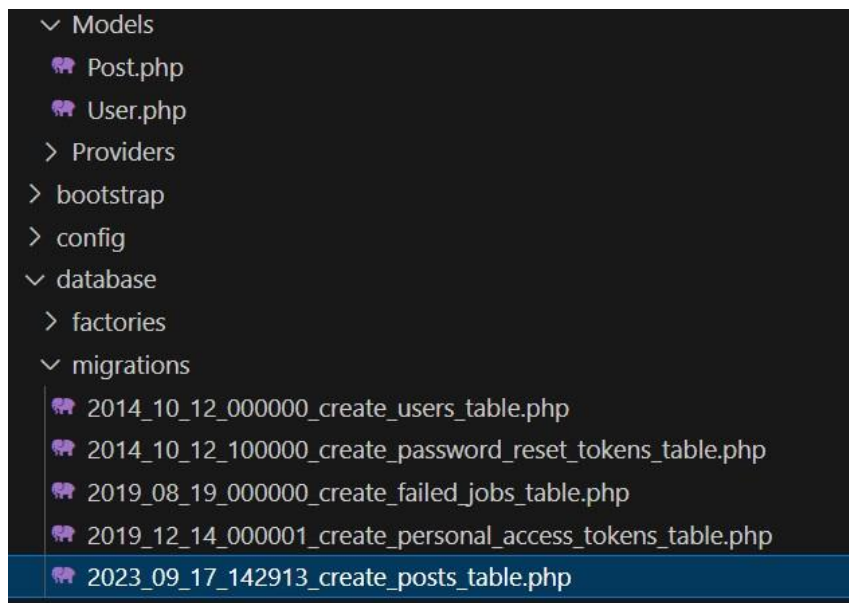 Models
Post.php
User.php
Providers
bootstrap
config
database
factories
migrations
2014_10_12_000000_create_users_table.php
2014_10_12_100000_create_password_reset_tokens_table.php
2019_08_19_000000_create_failed_jobs_table.php
2019_12_14_000001_create_personal_access_tokens_table.php
2023_09_17_142913_create_posts_table.php